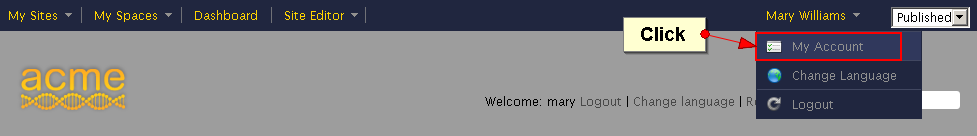 My Sites My Spaces Dashboard Site Editor Mary Williams Published
Click
My Account
acme
Change Language
Welcome: mary Logout | Change language |
Logout